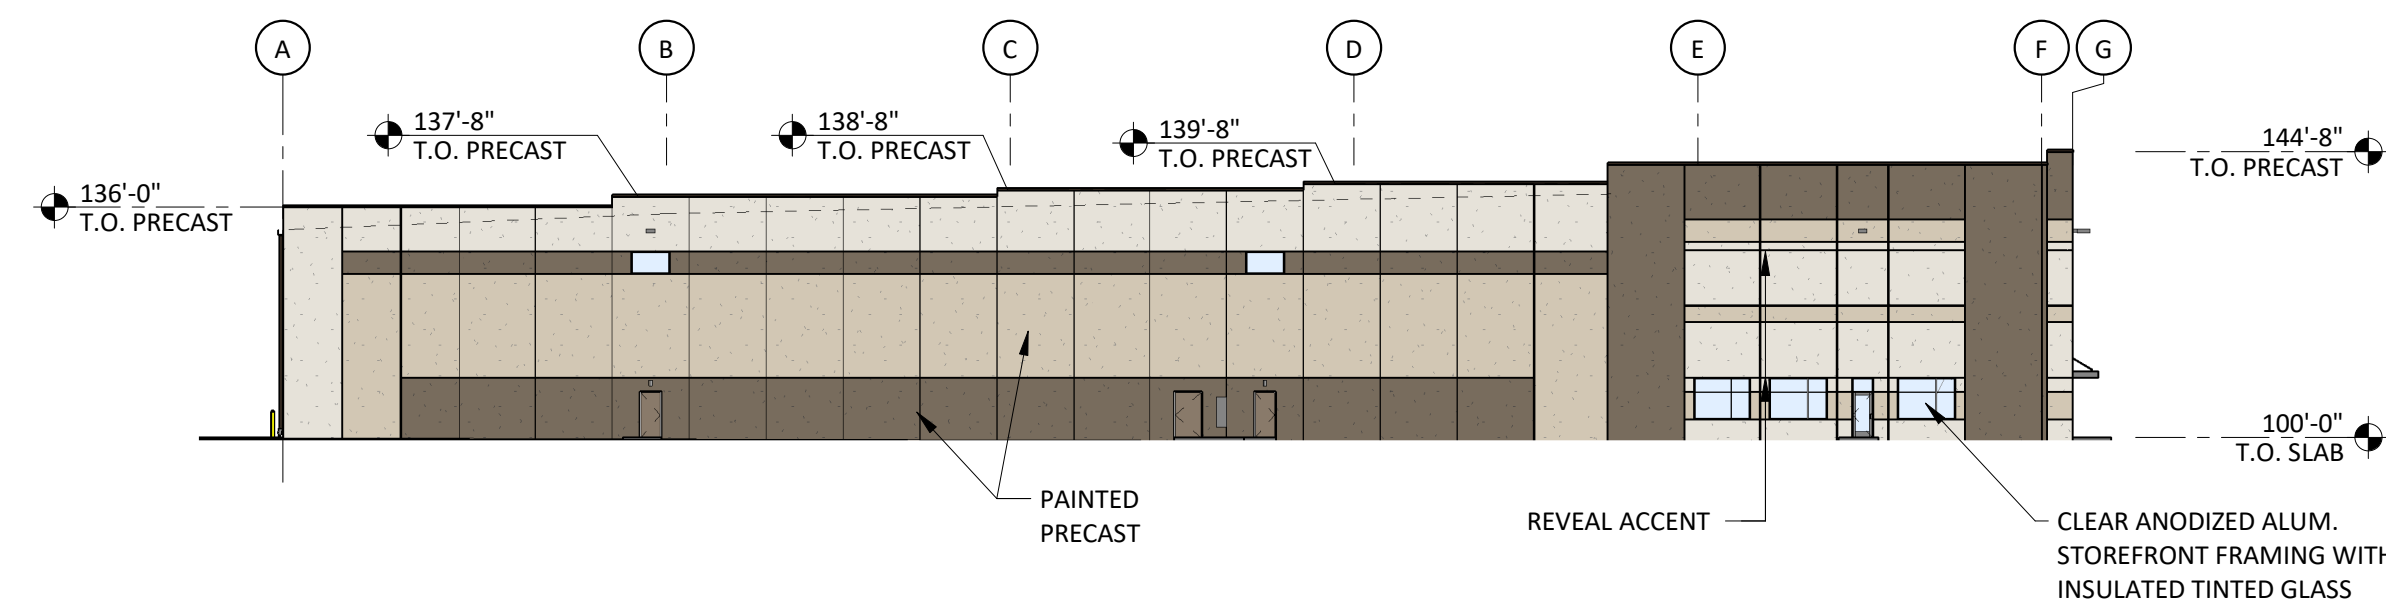 A B C D E F G
137'-8"
T.O. PRECAST
138'-8"
T.O. PRECAST
139'-8"
T.O. PRECAST
144'-8"
T.O. PRECAST
136'-0"
T.O. PRECAST
100'-0"
T.O. SLAB
PAINTED
PRECAST
REVEAL ACCENT
CLEAR ANODIZED ALUM.
STOREFRONT FRAMING WITH
INSULATED TINTED GLASS